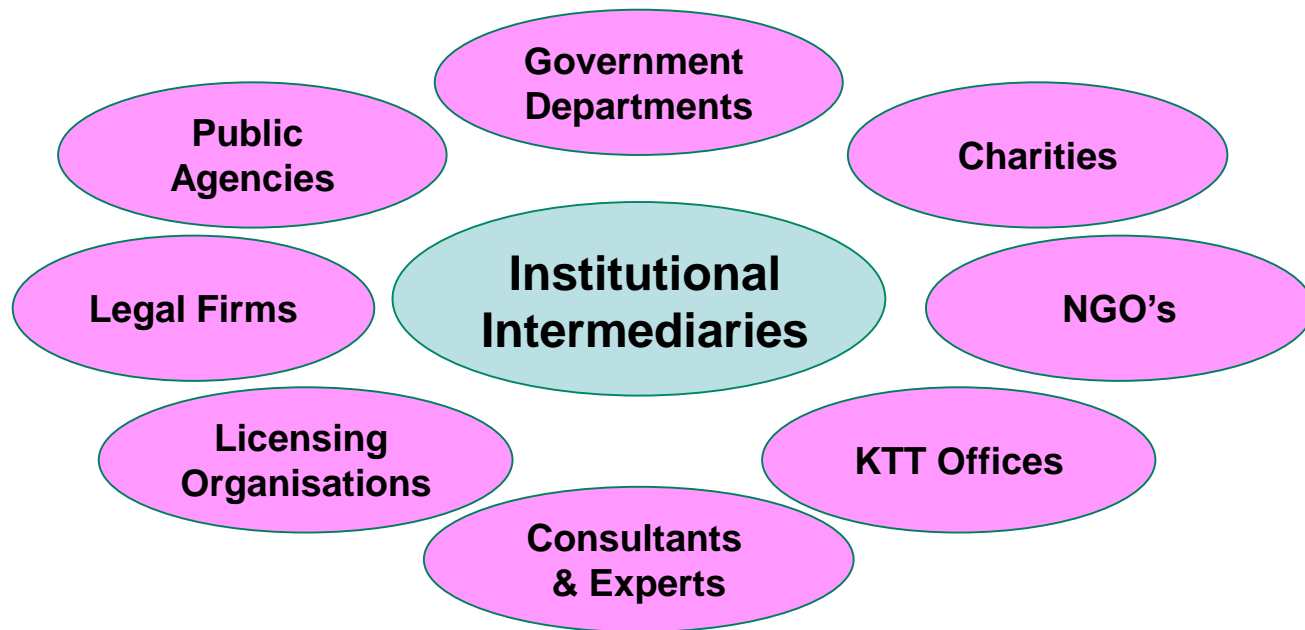 Government
Departments
Public
Agencies
Charities
Institutional
Intermediaries
Legal Firms
NGO’s
Licensing
Organisations
KTT Offices
Consultants
& Experts